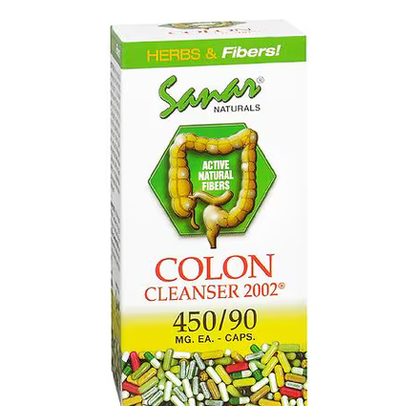 HERBS & Fibers!
Sanar®
NATURALS
ACTIVE
NATURAL
FIBERS
COLON
CLEANSER 2002®
450/90
MG. EA. - CAPS.